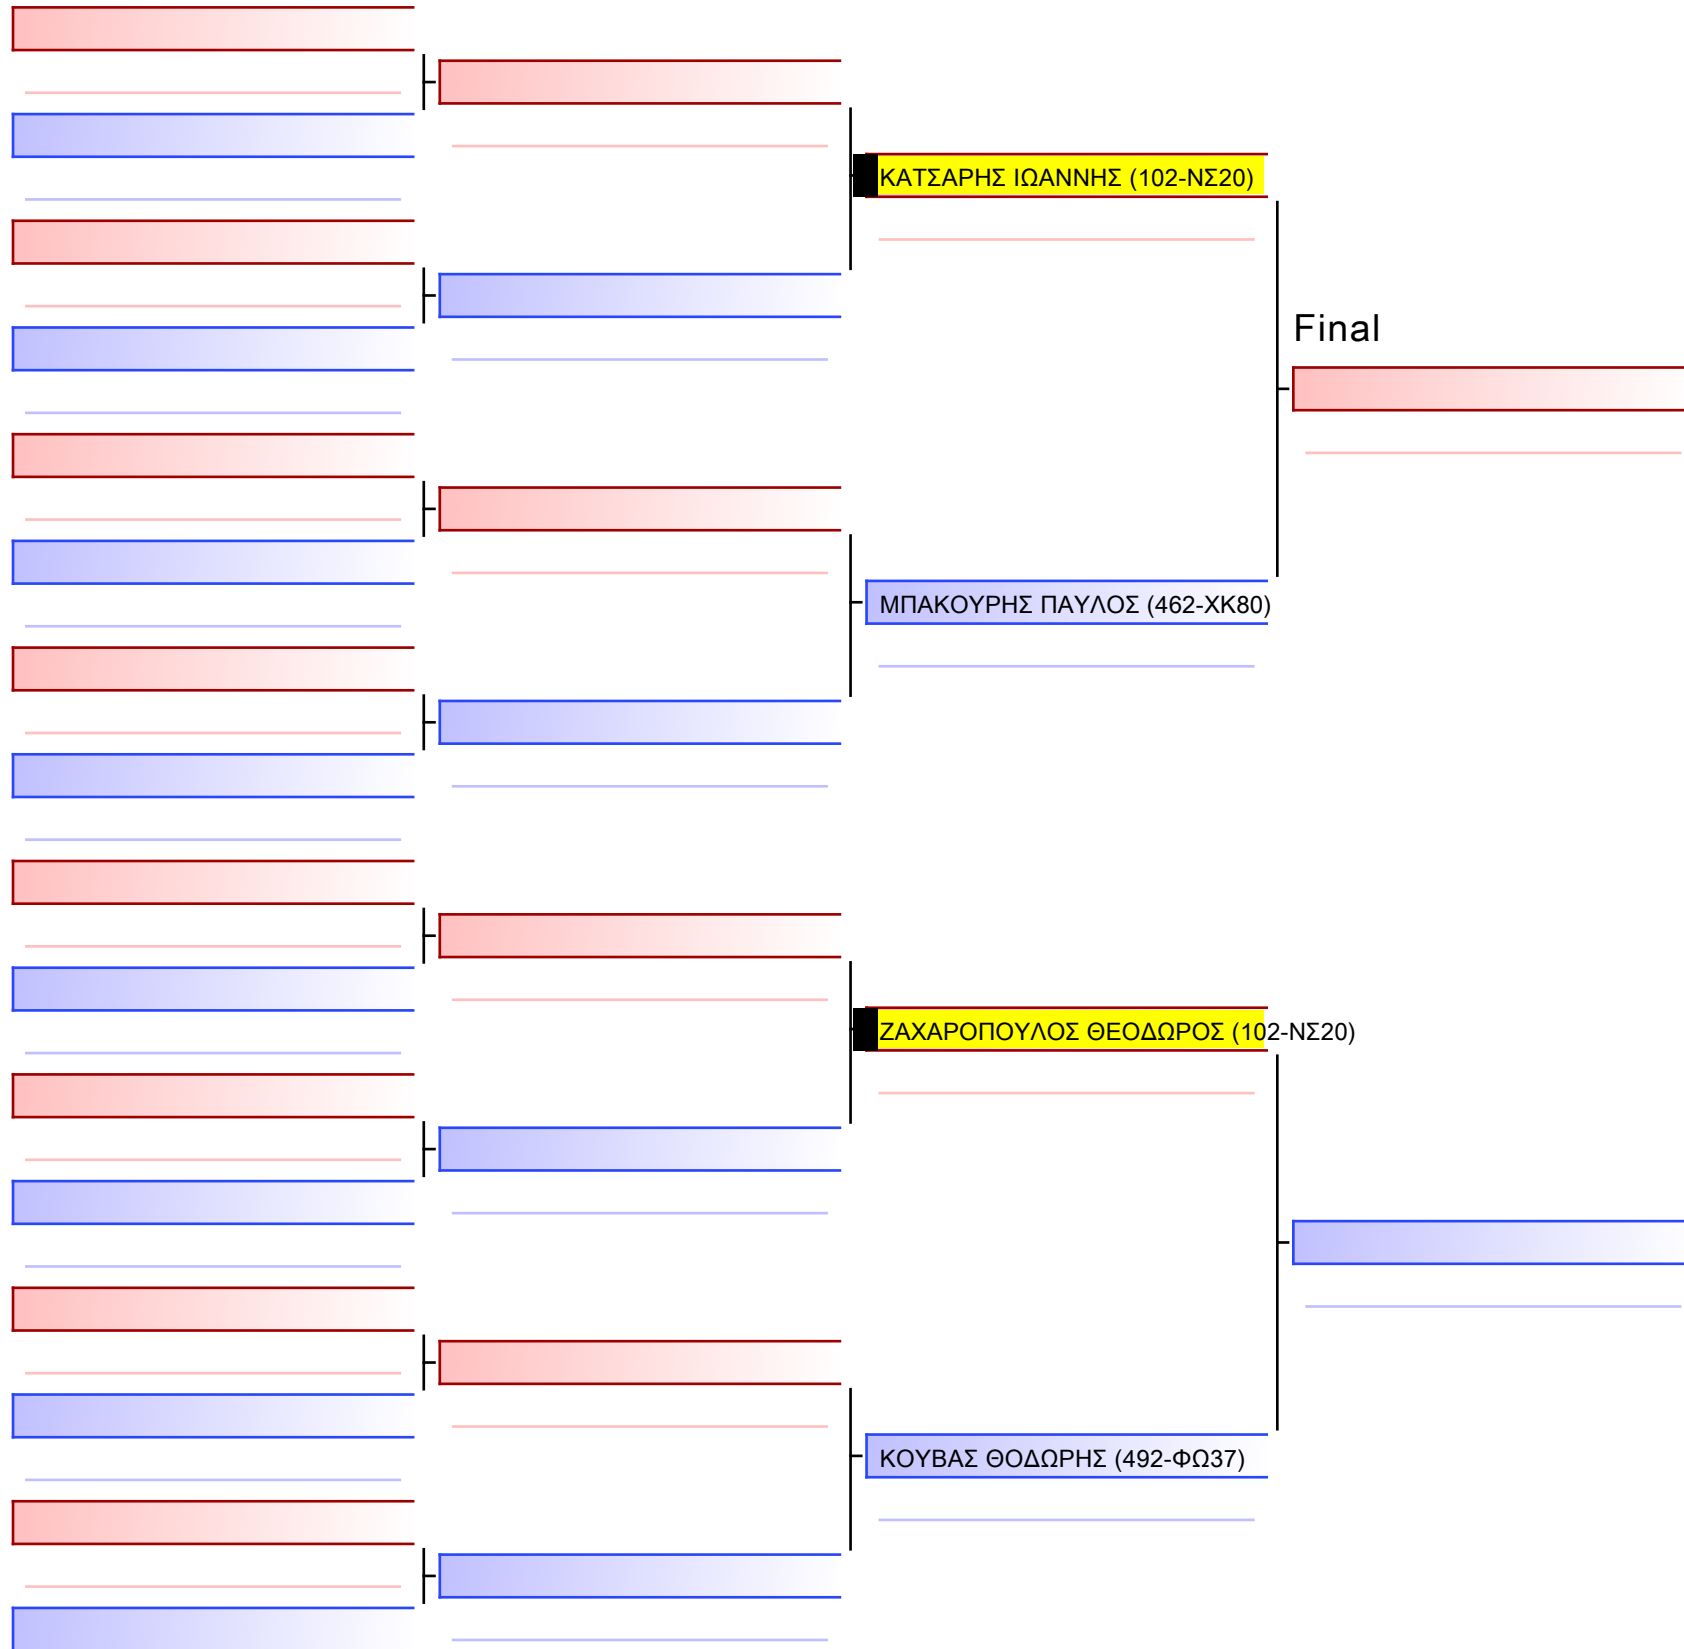 ΚΑΤΣΑΡΗΣ ΙΩΑΝΝΗΣ (102-ΝΣ20)
Final
ΜΠΑΚΟΥΡΗΣ ΠΑΥΛΟΣ (462-ΧΚ80)
ΖΑΧΑΡΟΠΟΥΛΟΣ ΘΕΟΔΩΡΟΣ (102-ΝΣ20)
ΚΟΥΒΑΣ ΘΟΔΩΡΗΣ (492-ΦΩ37)